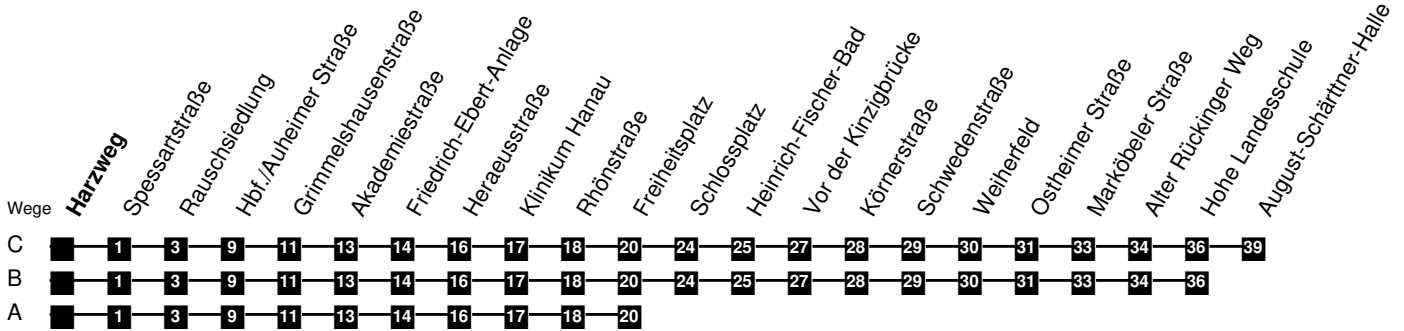 Wege
Harzweg
Spessartstraße
Rauschsiedlung
Hbf./Auheimer Straße
Grimmelshausenstraße
Akademiestraße
Friedrich-Ebert-Anlage
Heraeusstraße
Klinikum Hanau
Rhönstraße
Freiheitsplatz
Schlossplatz
Heinrich-Fischer-Bad
Vor der Kinzigbrücke
Körnerstraße
Schwedenstraße
Weiherfeld
Ostheimer Straße
Marköbeler Straße
Alter Rückinger Weg
Hohe Landesschule
August-Schärttner-Halle
C 1 3 9 11 13 14 16 17 18 20 24 25 27 28 29 30 31 33 34 36 39
B 1 3 9 11 13 14 16 17 18 20 24 25 27 28 29 30 31 33 34 36
A 1 3 9 11 13 14 16 17 18 20